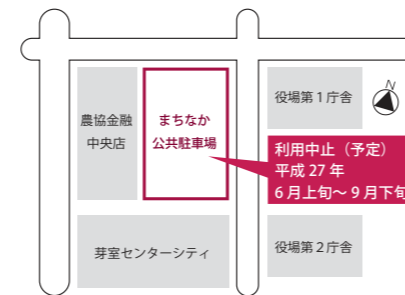 農協金融
中央店
まちなか
公共駐車場
役場第1庁舎
N
利用中止（予定）
平成 27 年
6 月上旬～ 9 月下旬
芽室センターシティ
役場第2庁舎